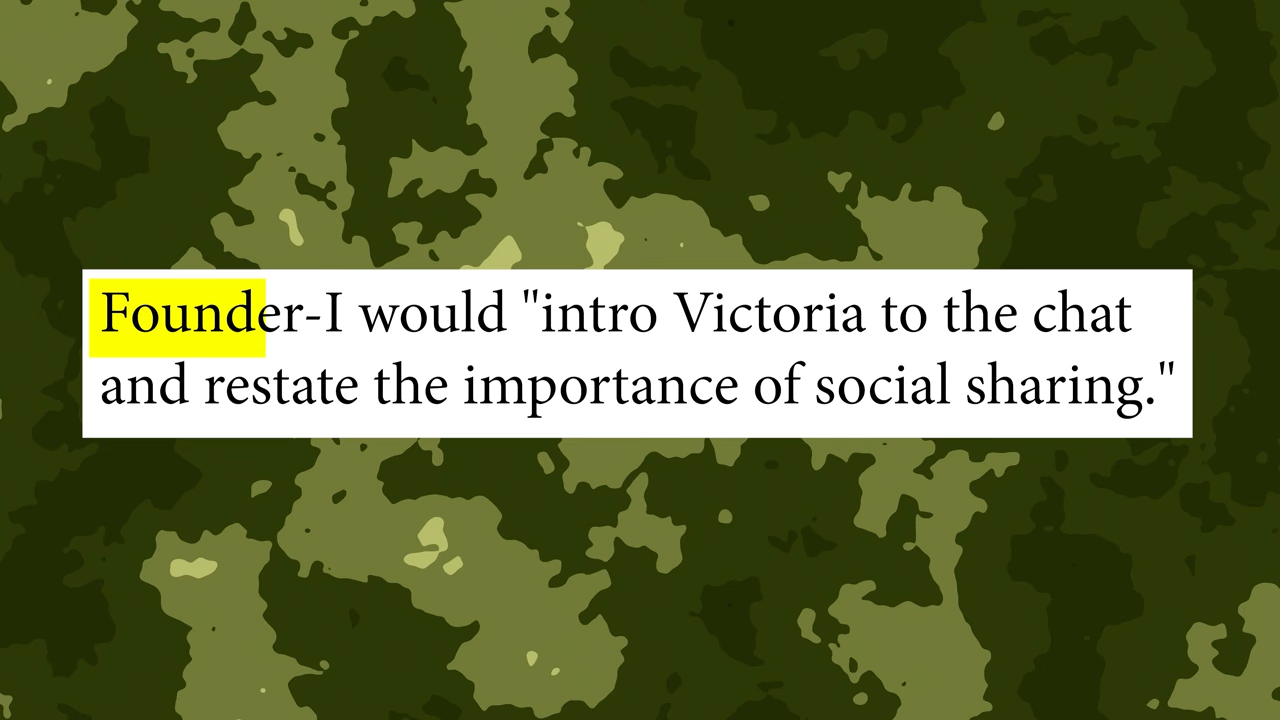 Founder-I would "intro Victoria to the chat
and restate the importance of social sharing."